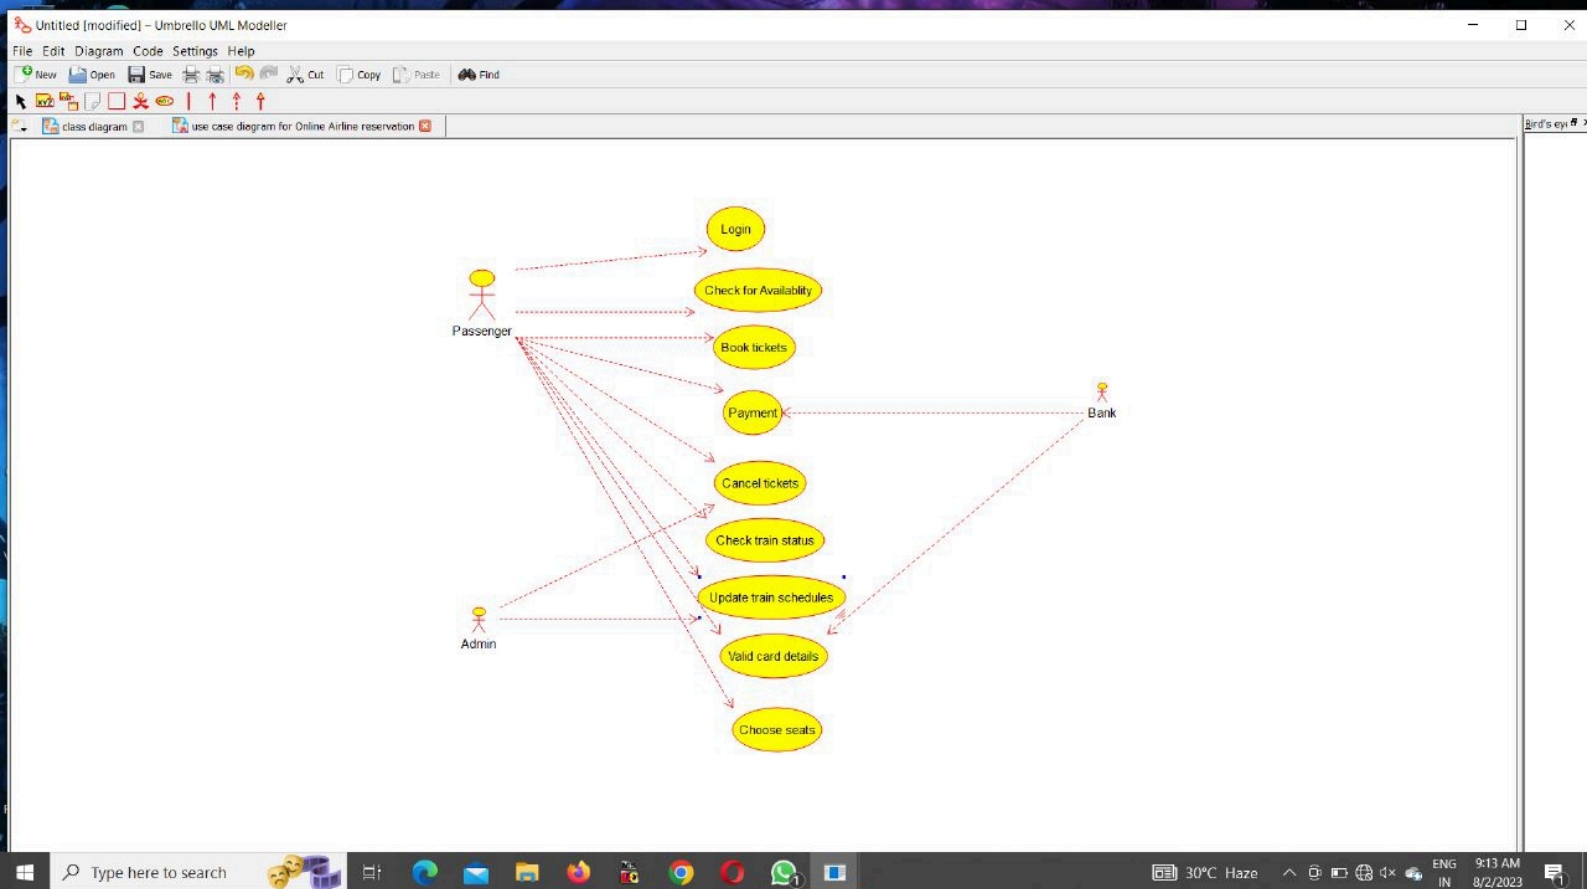 Untitled [modified] – Umbrello UML Modeller
File Edit Diagram Code Settings Help
New Open Save Cut Copy Paste Find
class diagram use case diagram for Online Airline reservation
Bird's eye
Login
Check for Availablity
Passenger
Book tickets
Payment
Bank
Cancel tickets
Check train status
Update train schedules
Admin
Valid card details
Choose seats
Type here to search
30°C Haze
ENG
IN
9:13 AM
8/2/2023